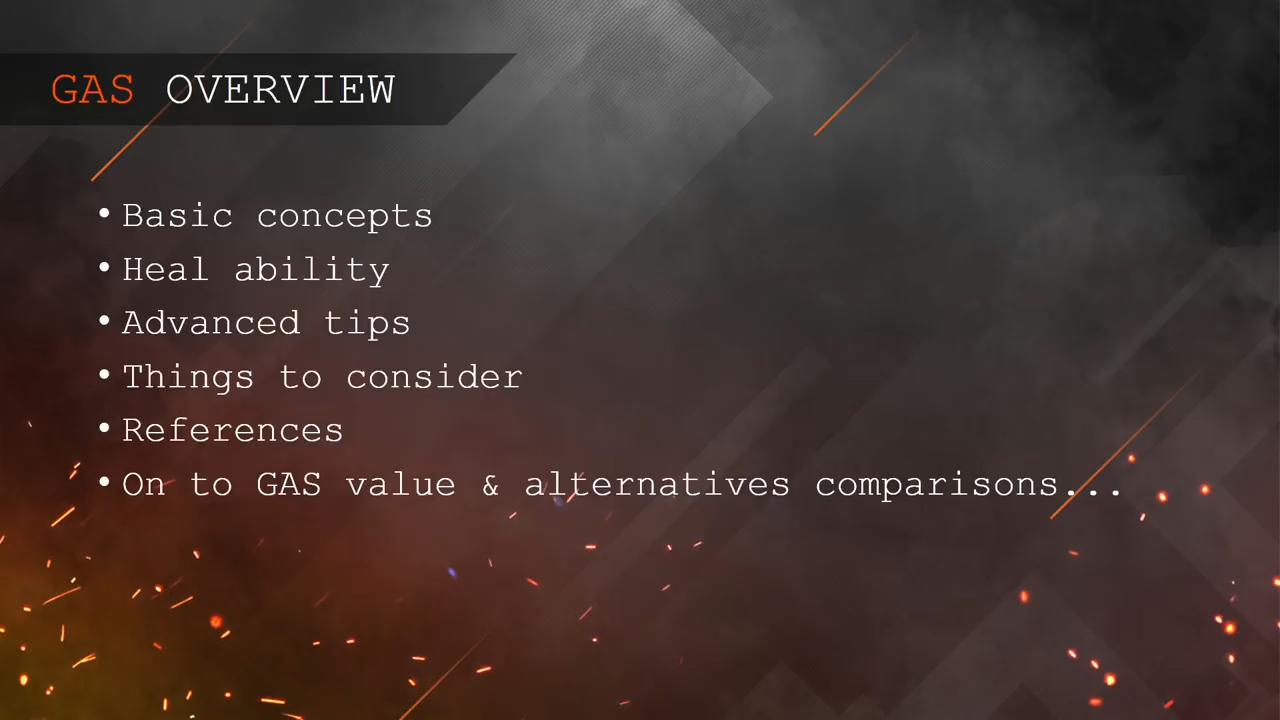 GAS OVERVIEW
• Basic concepts
• Heal ability
• Advanced tips
• Things to consider
• References
• On to GAS value & alternatives comparisons...